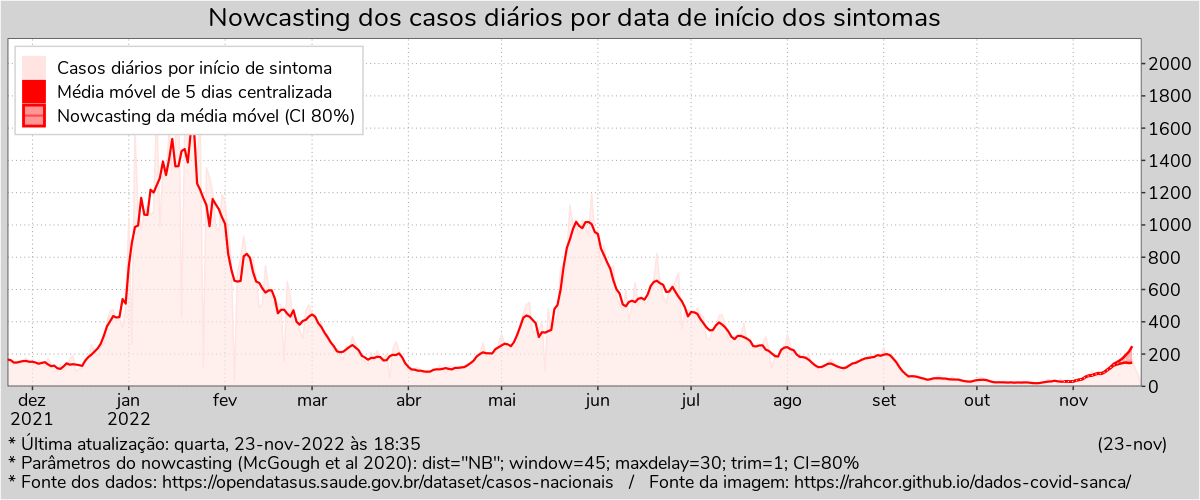 Nowcasting dos casos diários por data de início dos sintomas
Casos diários por início de sintoma
Média móvel de 5 dias centralizada
Nowcasting da média móvel (CI 80%)
2000
1800
1600
1400
1200
1000
800
600
400
200
0
dez jan fev mar abr mai jun jul ago set out nov
2021 2022
* Última atualização: quarta, 23-nov-2022 às 18:35 (23-nov)
* Parâmetros do nowcasting (McGough et al 2020): dist="NB"; window=45; maxdelay=30; trim=1; CI=80%
* Fonte dos dados: https://opendatasus.saude.gov.br/dataset/casos-nacionais / Fonte da imagem: https://rahcor.github.io/dados-covid-sanca/